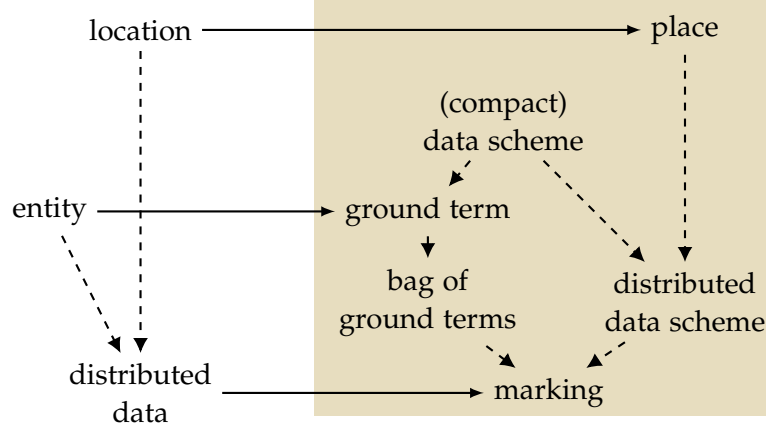 location
place
(compact)
data scheme
entity
ground term
bag of
ground terms
distributed
data scheme
distributed
data
marking